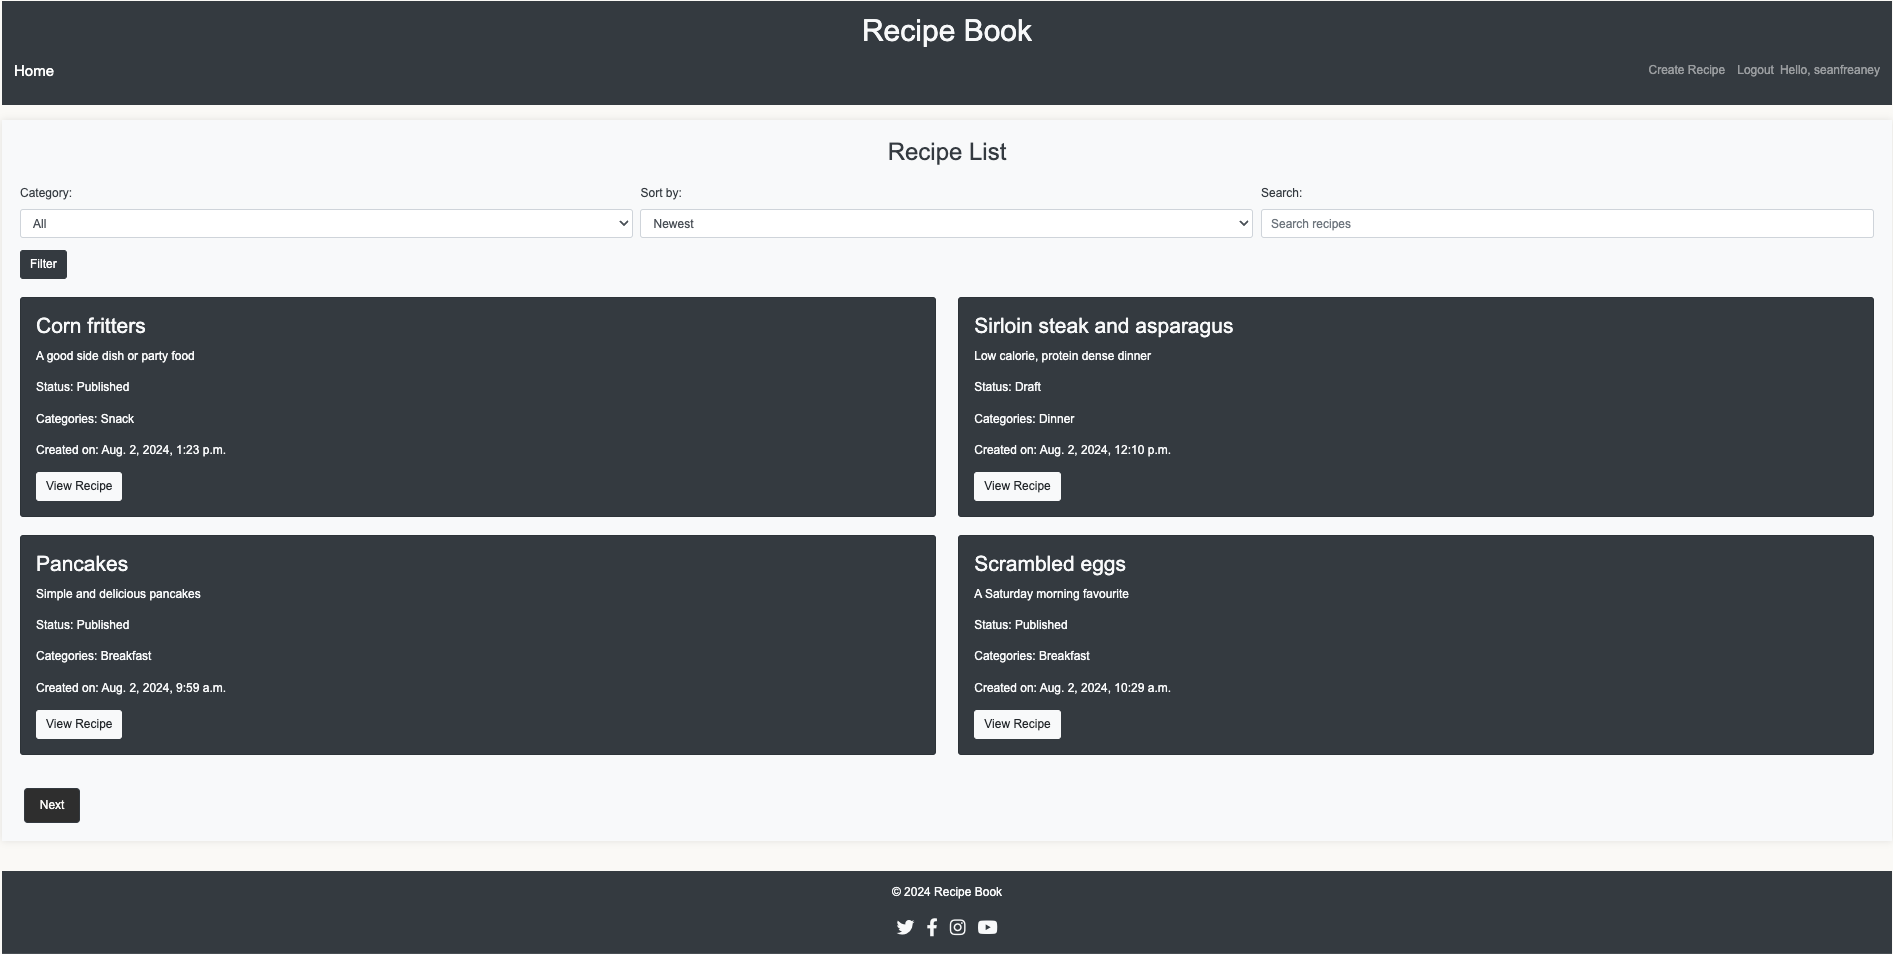 Recipe Book
Home
Create Recipe Logout Hello, seanfreaney
Recipe List
Category:
All
Sort by:
Newest
Search:
Search recipes
Filter
Corn fritters
A good side dish or party food
Status: Published
Categories: Snack
Created on: Aug. 2, 2024, 1:23 p.m.
View Recipe
Sirloin steak and asparagus
Low calorie, protein dense dinner
Status: Draft
Categories: Dinner
Created on: Aug. 2, 2024, 12:10 p.m.
View Recipe
Pancakes
Simple and delicious pancakes
Status: Published
Categories: Breakfast
Created on: Aug. 2, 2024, 9:59 a.m.
View Recipe
Scrambled eggs
A Saturday morning favourite
Status: Published
Categories: Breakfast
Created on: Aug. 2, 2024, 10:29 a.m.
View Recipe
Next
© 2024 Recipe Book